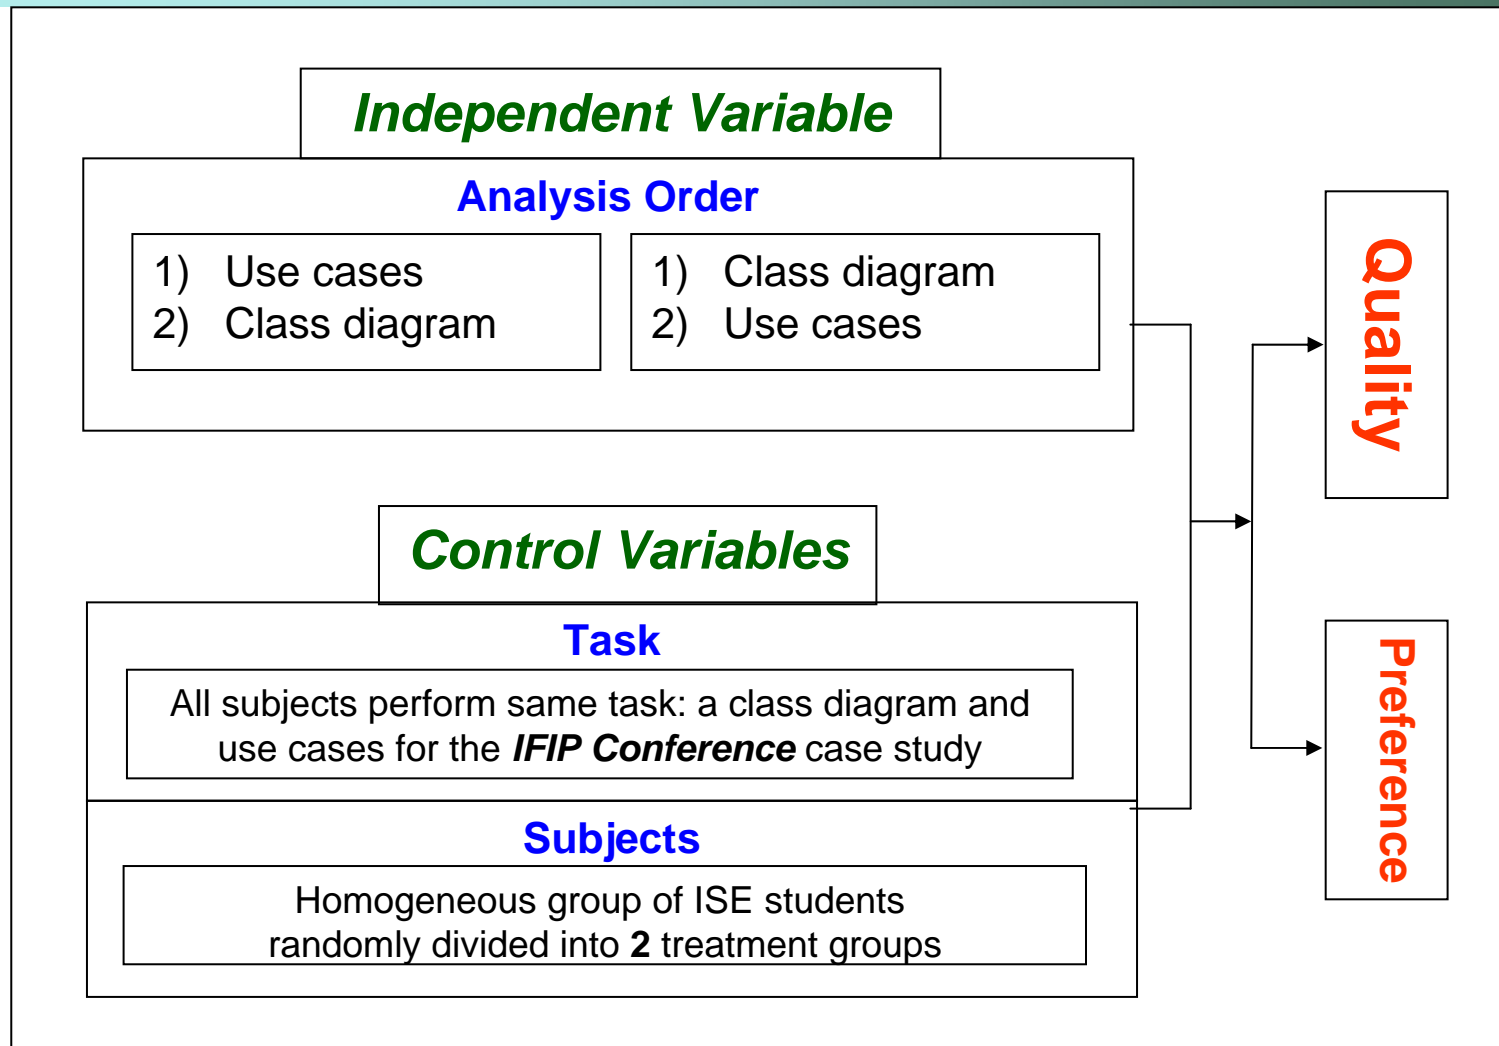 Independent Variable
Analysis Order
1) Use cases
2) Class diagram
1) Class diagram
2) Use cases
Control Variables
Task
All subjects perform same task: a class diagram and
use cases for the IFIP Conference case study
Subjects
Homogeneous group of ISE students
randomly divided into 2 treatment groups
Quality
Preference